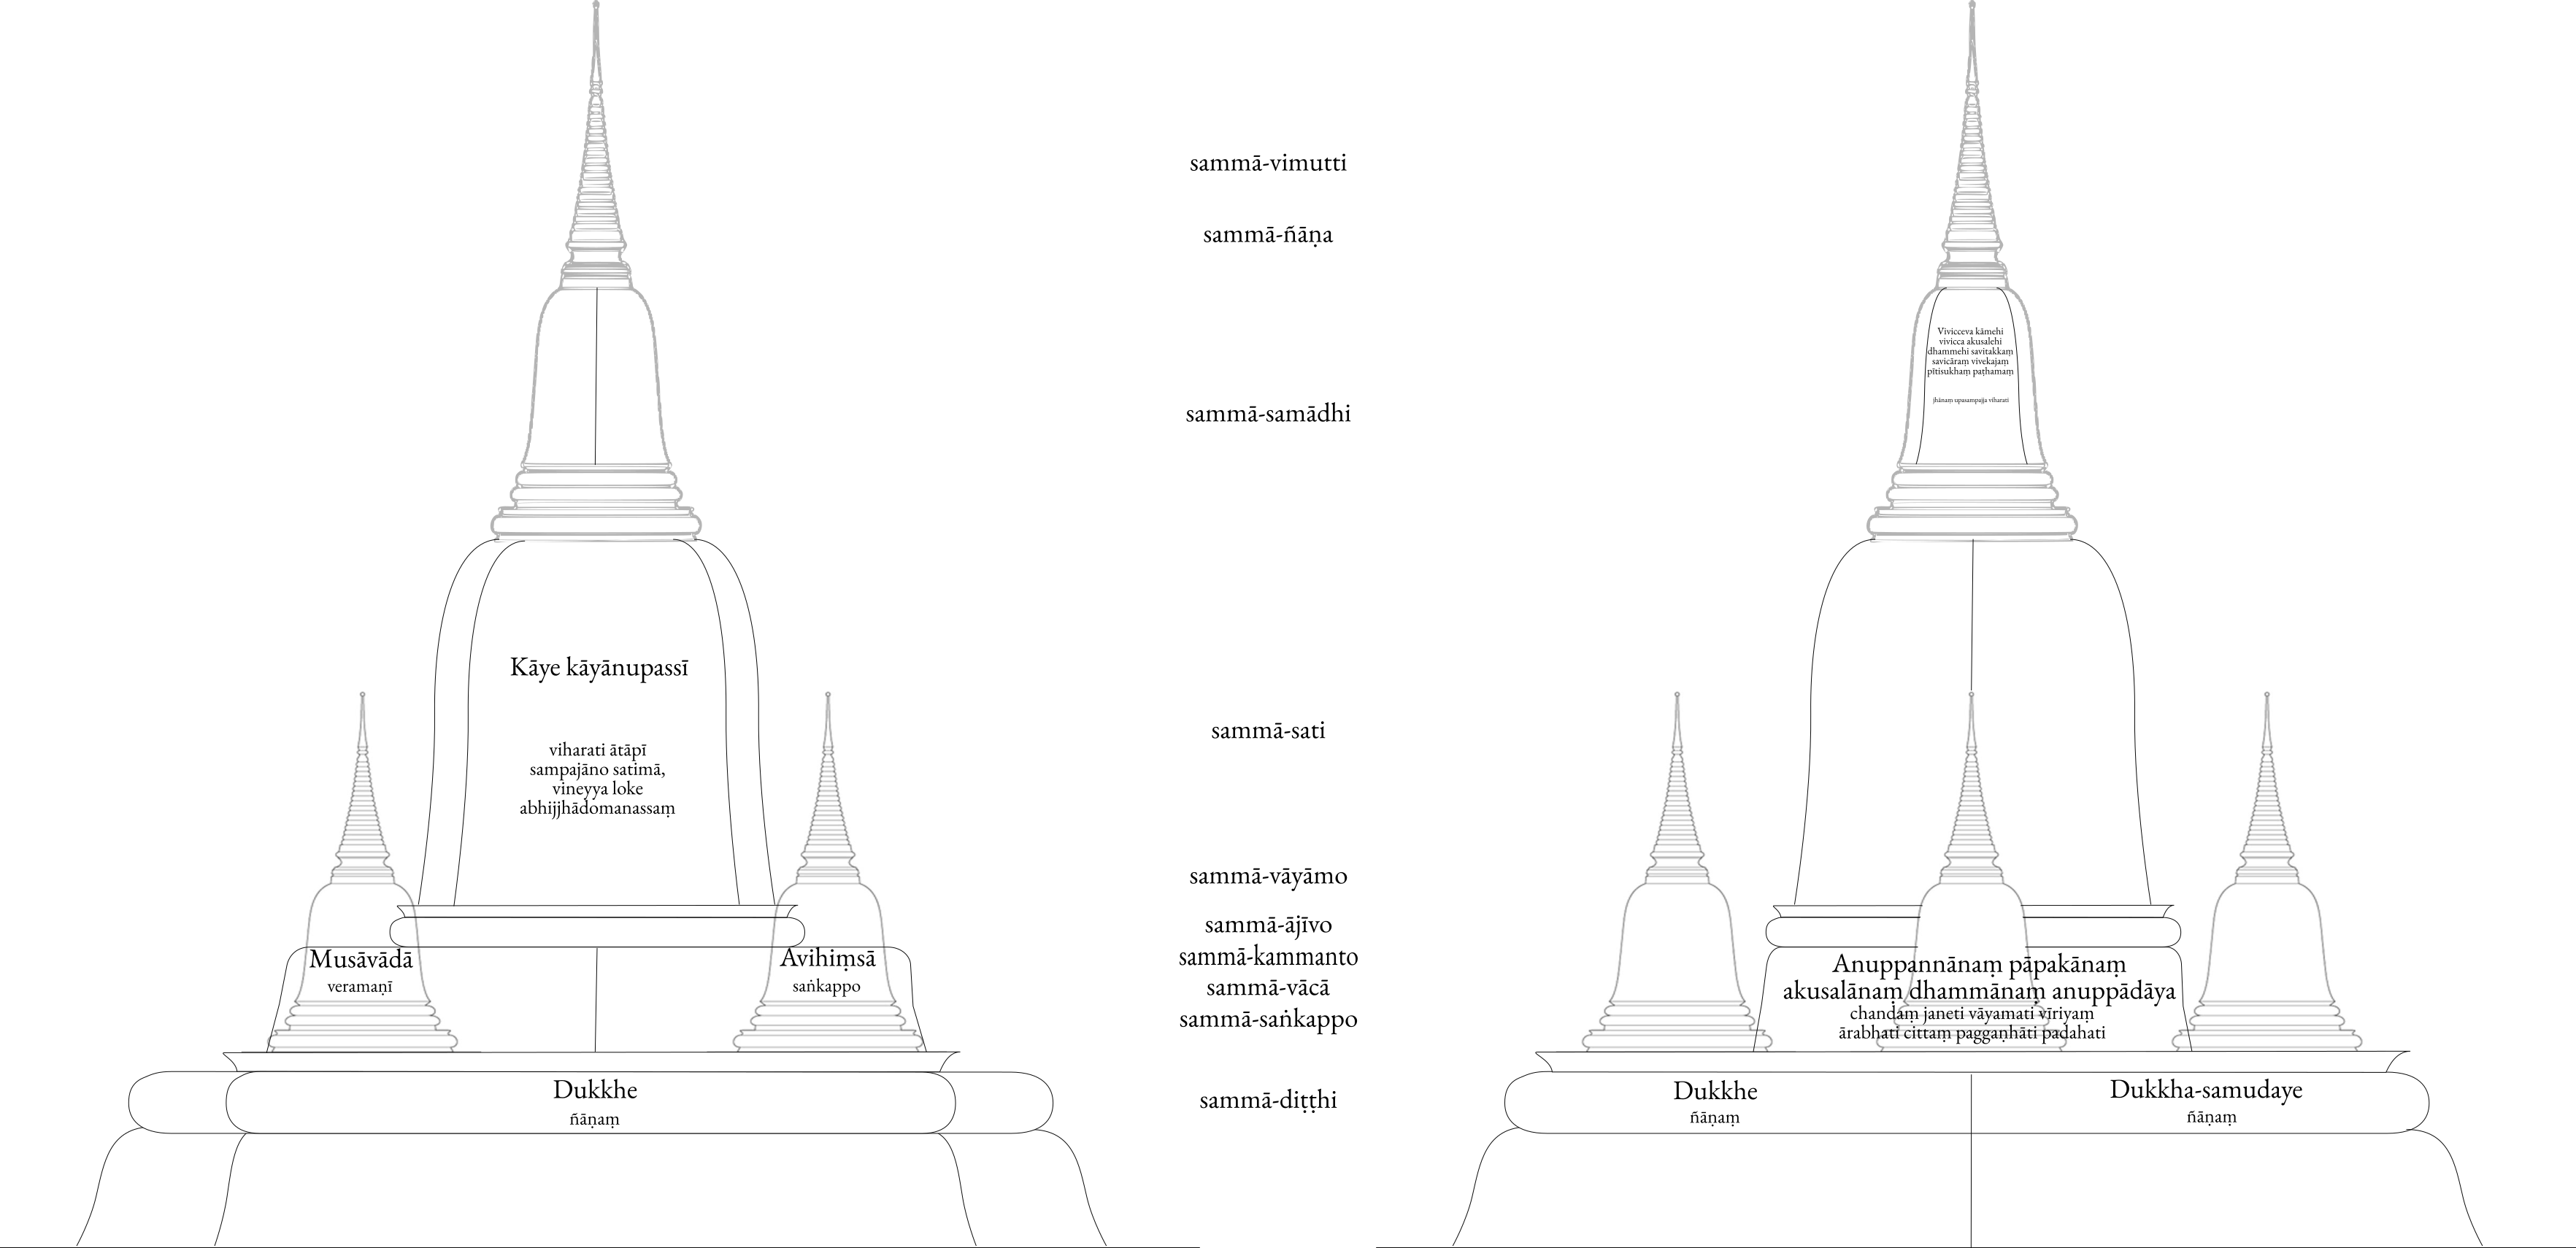 Kāye kāyānupassī
viharati ātāpī
sampajāno satimā,
vineyya loke
abhijjhādomanassaṃ
Musāvādā
veramaṇī
Avihiṃsā
saṅkappo
Dukkhe
ñāṇaṃ
sammā-vimutti
sammā-ñāṇa
sammā-samādhi
sammā-sati
sammā-vāyāmo
sammā-ājīvo
sammā-kammanto
sammā-vācā
sammā-saṅkappo
sammā-diṭṭhi
Vivicceva kāmehi
vivicca akusalehi
dhammehi savitakkaṃ
savicāraṃ vivekajaṃ
pītisukhaṃ paṭhamaṃ
jhānaṃ upasampajja viharati
Anuppannānaṃ pāpakānaṃ
akusalānaṃ dhammānaṃ anuppādāya
chandaṃ janeti vāyamati vīriyaṃ
ārabhati cittaṃ paggaṇhāti padahati
Dukkhe
ñāṇaṃ
Dukkha-samudaye
ñāṇaṃ